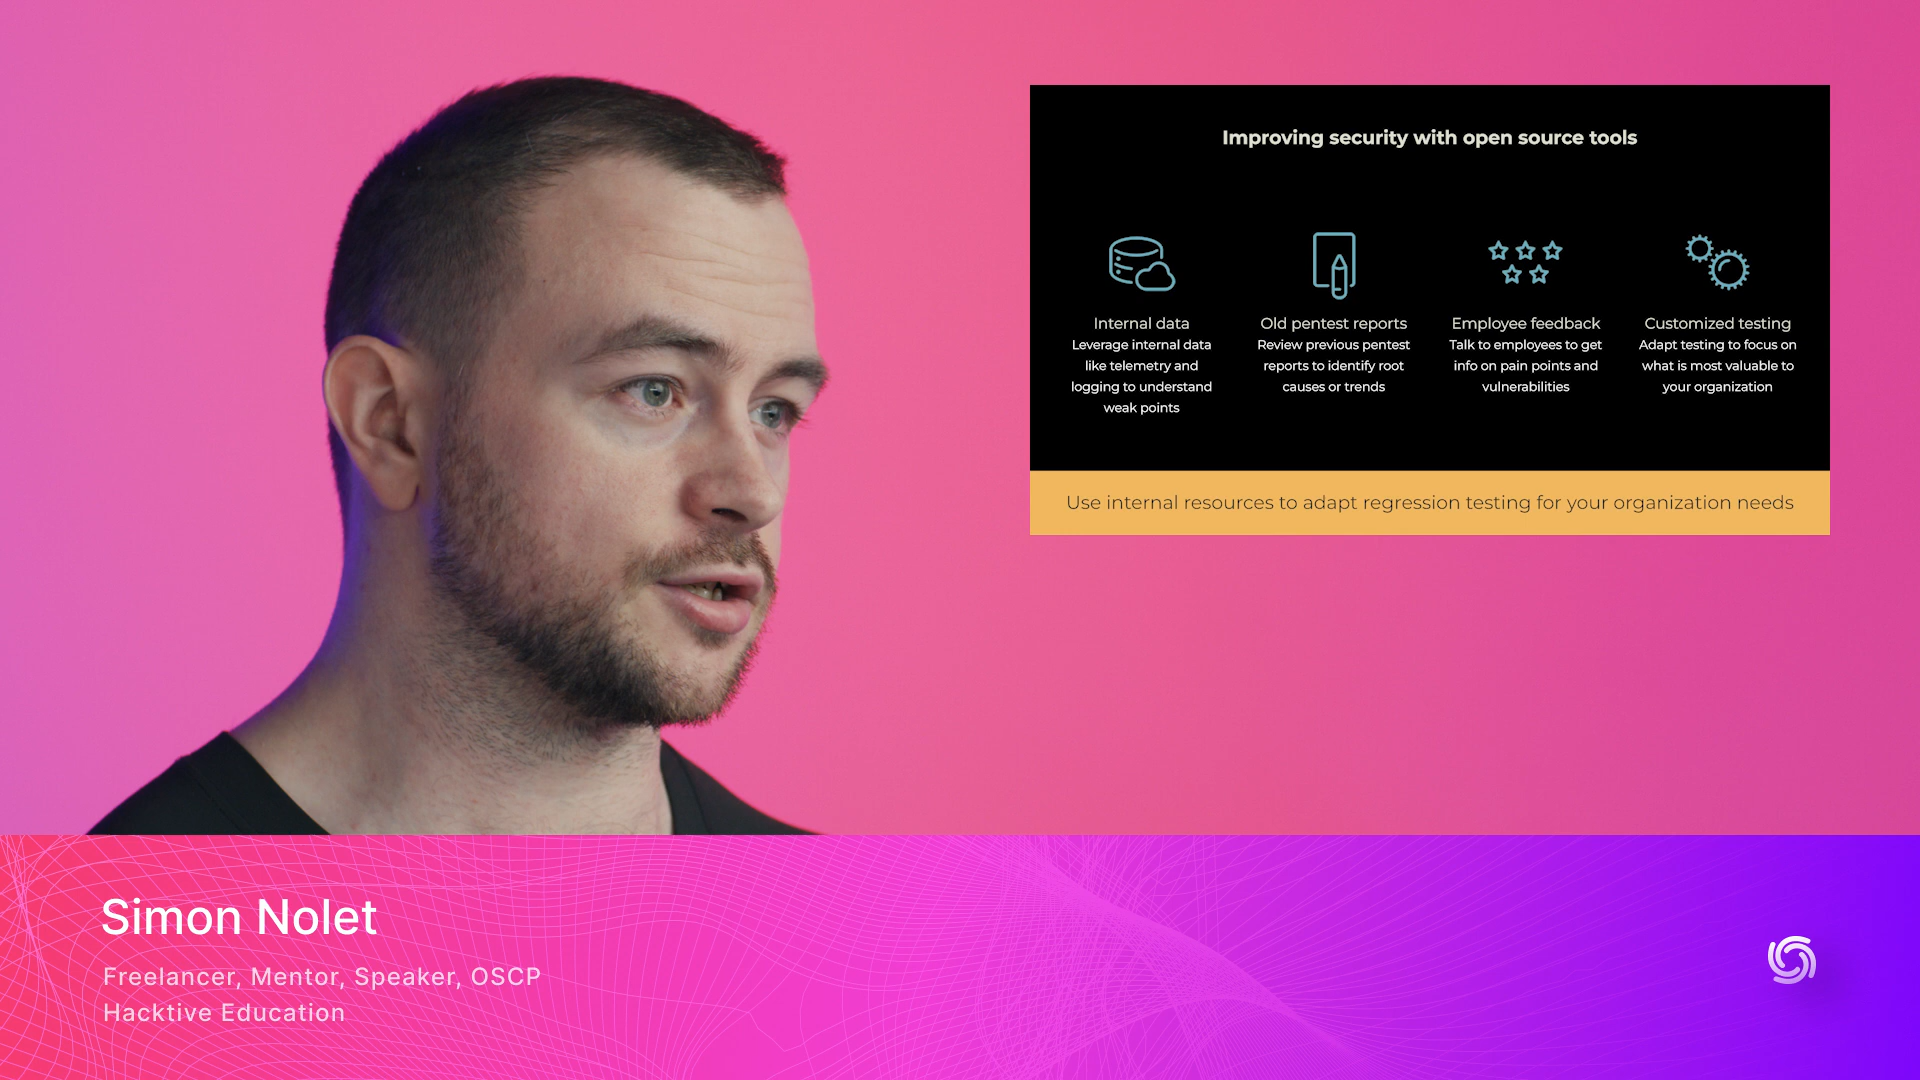 Improving security with open source tools
Internal data
Leverage internal data
like telemetry and
logging to understand
weak points
Old pentest reports
Review previous pentest
reports to identify root
causes or trends
Employee feedback
Talk to employees to get
info on pain points and
vulnerabilities
Customized testing
Adapt testing to focus on
what is most valuable to
your organization
Use internal resources to adapt regression testing for your organization needs
Simon Nolet
Freelancer, Mentor, Speaker, OSCP
Hacktive Education